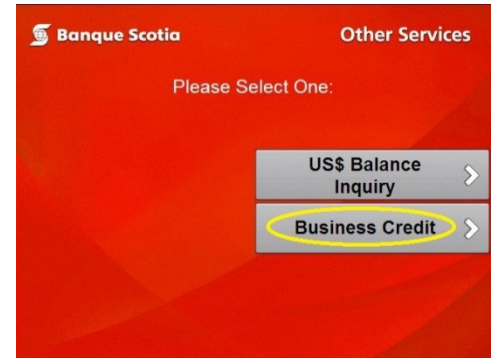 Banque Scotia
Other Services
Please Select One:
US$ Balance
Inquiry
Business Credit